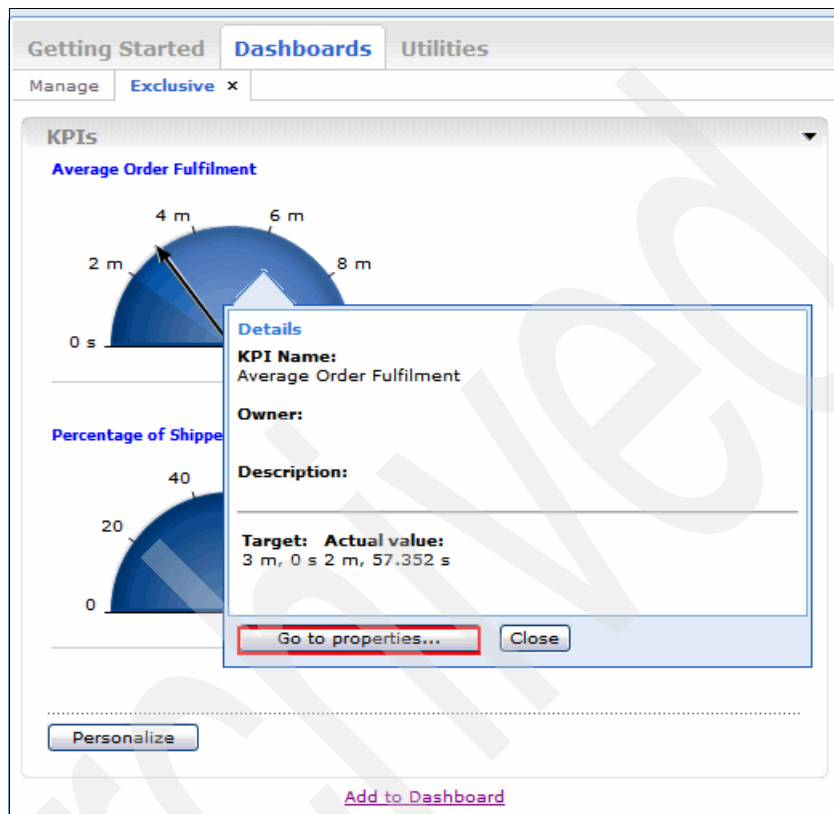 Getting Started Dashboards Utilities
Manage Exclusive x
KPIs
Average Order Fulfilment
4 m 6 m
2 m 8 m
0 s
Details
KPI Name:
Average Order Fulfilment
Owner:
Description:
Target: Actual value:
3 m, 0 s 2 m, 57.352 s
Go to properties... Close
Percentage of Shippe
40
20
0
Personalize
Add to Dashboard
Archived